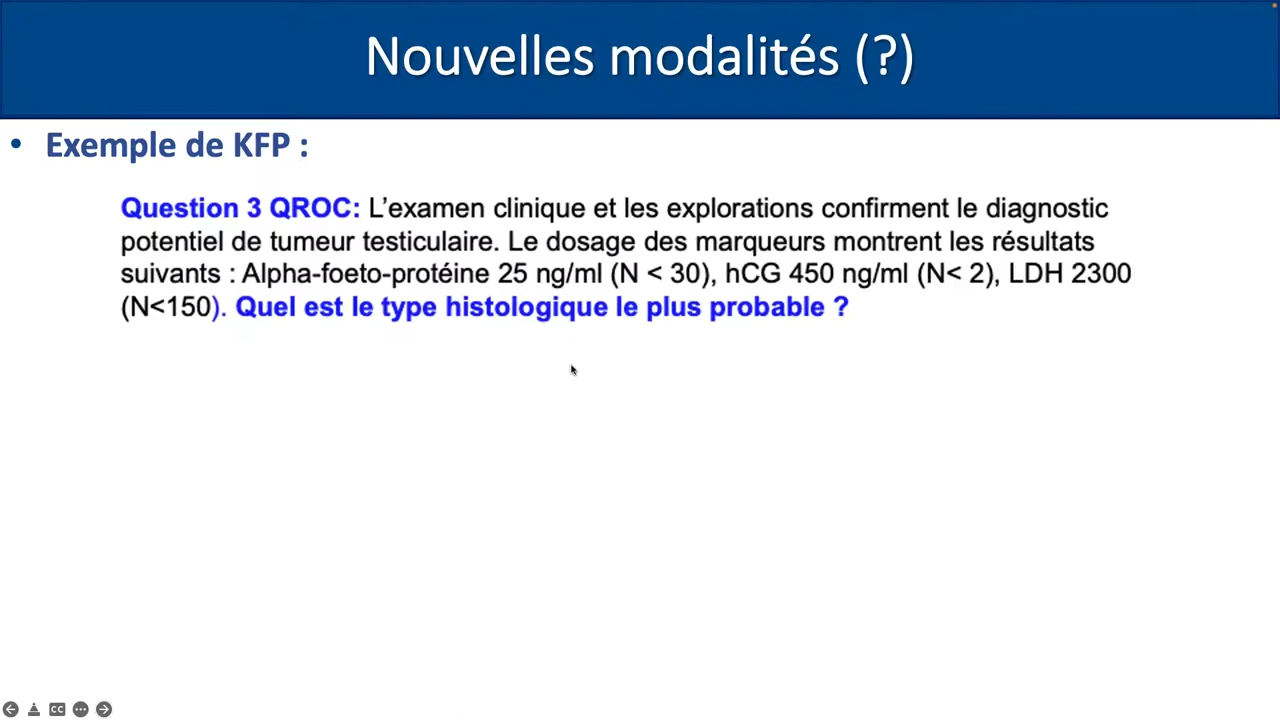 Nouvelles modalités (?)
• Exemple de KFP :
Question 3 QROC: L’examen clinique et les explorations confirment le diagnostic
potentiel de tumeur testiculaire. Le dosage des marqueurs montrent les résultats
suivants : Alpha-foeto-protéine 25 ng/ml (N < 30), hCG 450 ng/ml (N< 2), LDH 2300
(N<150). Quel est le type histologique le plus probable ?
CC